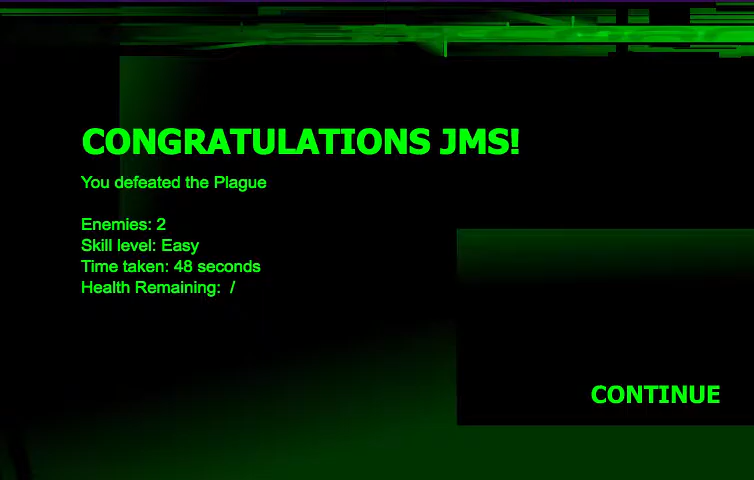 CONGRATULATIONS JMS!
You defeated the Plague
Enemies: 2
Skill level: Easy
Time taken: 48 seconds
Health Remaining: /
CONTINUE